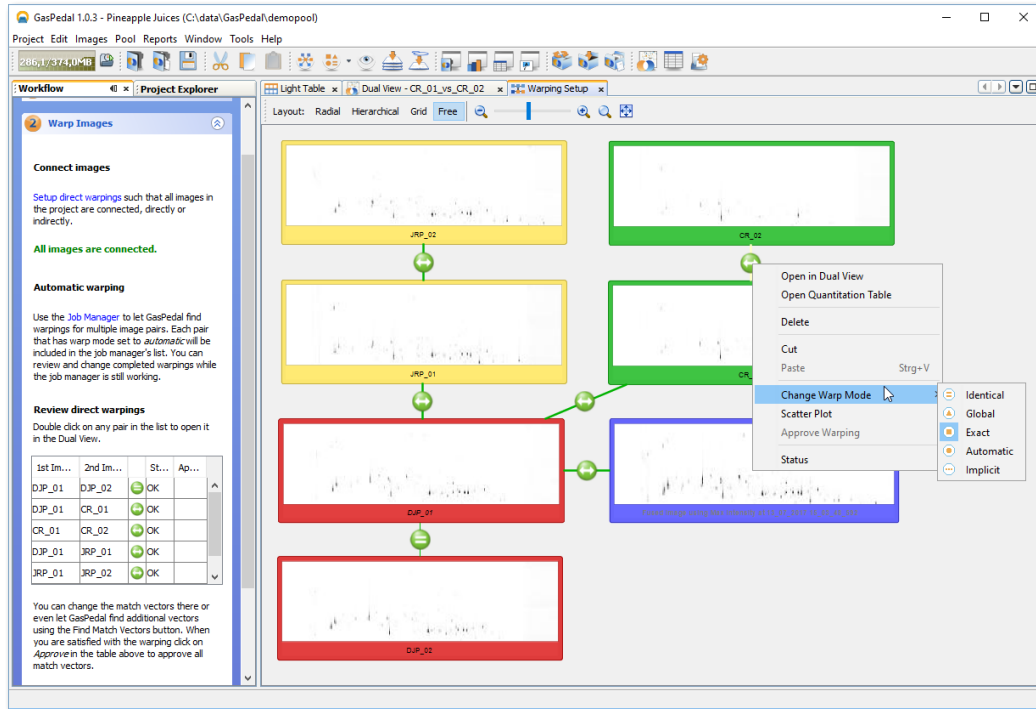 GasPedal 1.0.3 - Pineapple Juices (C:\data\GasPedal\demopool)
Project Edit Images Pool Reports Window Tools Help
286,1/374,0MB
Workflow
Project Explorer
Light Table
Dual View - CR_01_vs_CR_02
Warping Setup
Layout: Radial Hierarchical Grid Free
2 Warp Images
Connect images
Setup direct warpings such that all images in
the project are connected, directly or
indirectly.
All images are connected.
Automatic warping
Use the Job Manager to let GasPedal find
warpings for multiple image pairs. Each pair
that has warp mode set to automatic will be
included in the job manager's list. You can
review and change completed warpings while
the job manager is still working.
Review direct warpings
Double click on any pair in the list to open it
in the Dual View.
1st Im... 2nd Im... St... Ap...
DJP_01 DJP_02 OK
DJP_01 CR_01 OK
CR_01 CR_02 OK
DJP_01 JRP_01 OK
JRP_01 JRP_02 OK
You can change the match vectors there or
even let GasPedal find additional vectors
using the Find Match Vectors button. When
you are satisfied with the warping click on
Approve in the table above to approve all
match vectors.
JRP_02
CR_02
JRP_01
CR_
DJP_01
DJP_02
Open in Dual View
Open Quantitation Table
Delete
Cut
Paste Strg+V
Change Warp Mode
Scatter Plot
Approve Warping
Status
Identical
Global
Exact
Automatic
Implicit